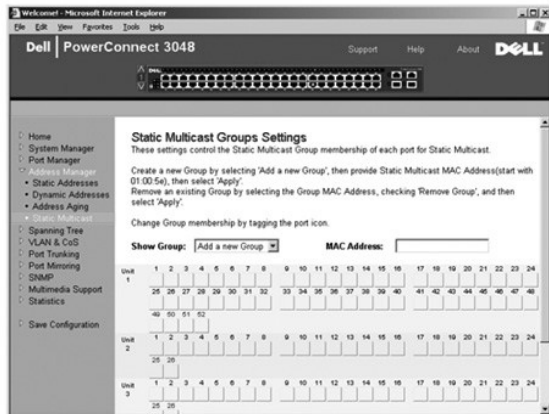 Welcome! - Microsoft Internet Explorer
File Edit View Favorites Tools Help
Dell | PowerConnect 3048
Support Help About DELL
Home
System Manager
Port Manager
Address Manager
Static Addresses
Dynamic Addresses
Address Aging
Static Multicast
Spanning Tree
VLAN & CoS
Port Trunking
Port Mirroring
SNMP
Multimedia Support
Statistics
Save Configuration
Static Multicast Groups Settings
These settings control the Static Multicast Group membership of each port for Static Multicast.
Create a new Group by selecting 'Add a new Group', then provide Static Multicast MAC Address(start with
01:00:5e), then select 'Apply'.
Remove an existing Group by selecting the Group MAC Address, checking 'Remove Group', and then
select 'Apply'.
Change Group membership by tagging the port icon.
Show Group: Add a new Group MAC Address:
Unit 1 2 3 4 5 6 7 8 9 10 11 12 13 14 15 16 17 18 19 20 21 22 23 24
1
25 26 27 28 29 30 31 32 33 34 35 36 37 38 39 40 41 42 43 44 45 46 47 48
49 50 51 52
Unit 1 2 3 4 5 6 7 8 9 10 11 12 13 14 15 16 17 18 19 20 21 22 23 24
2
25 26
Unit 1 2 3 4 5 6 7 8 9 10 11 12 13 14 15 16 17 18 19 20 21 22 23 24
3
25 26